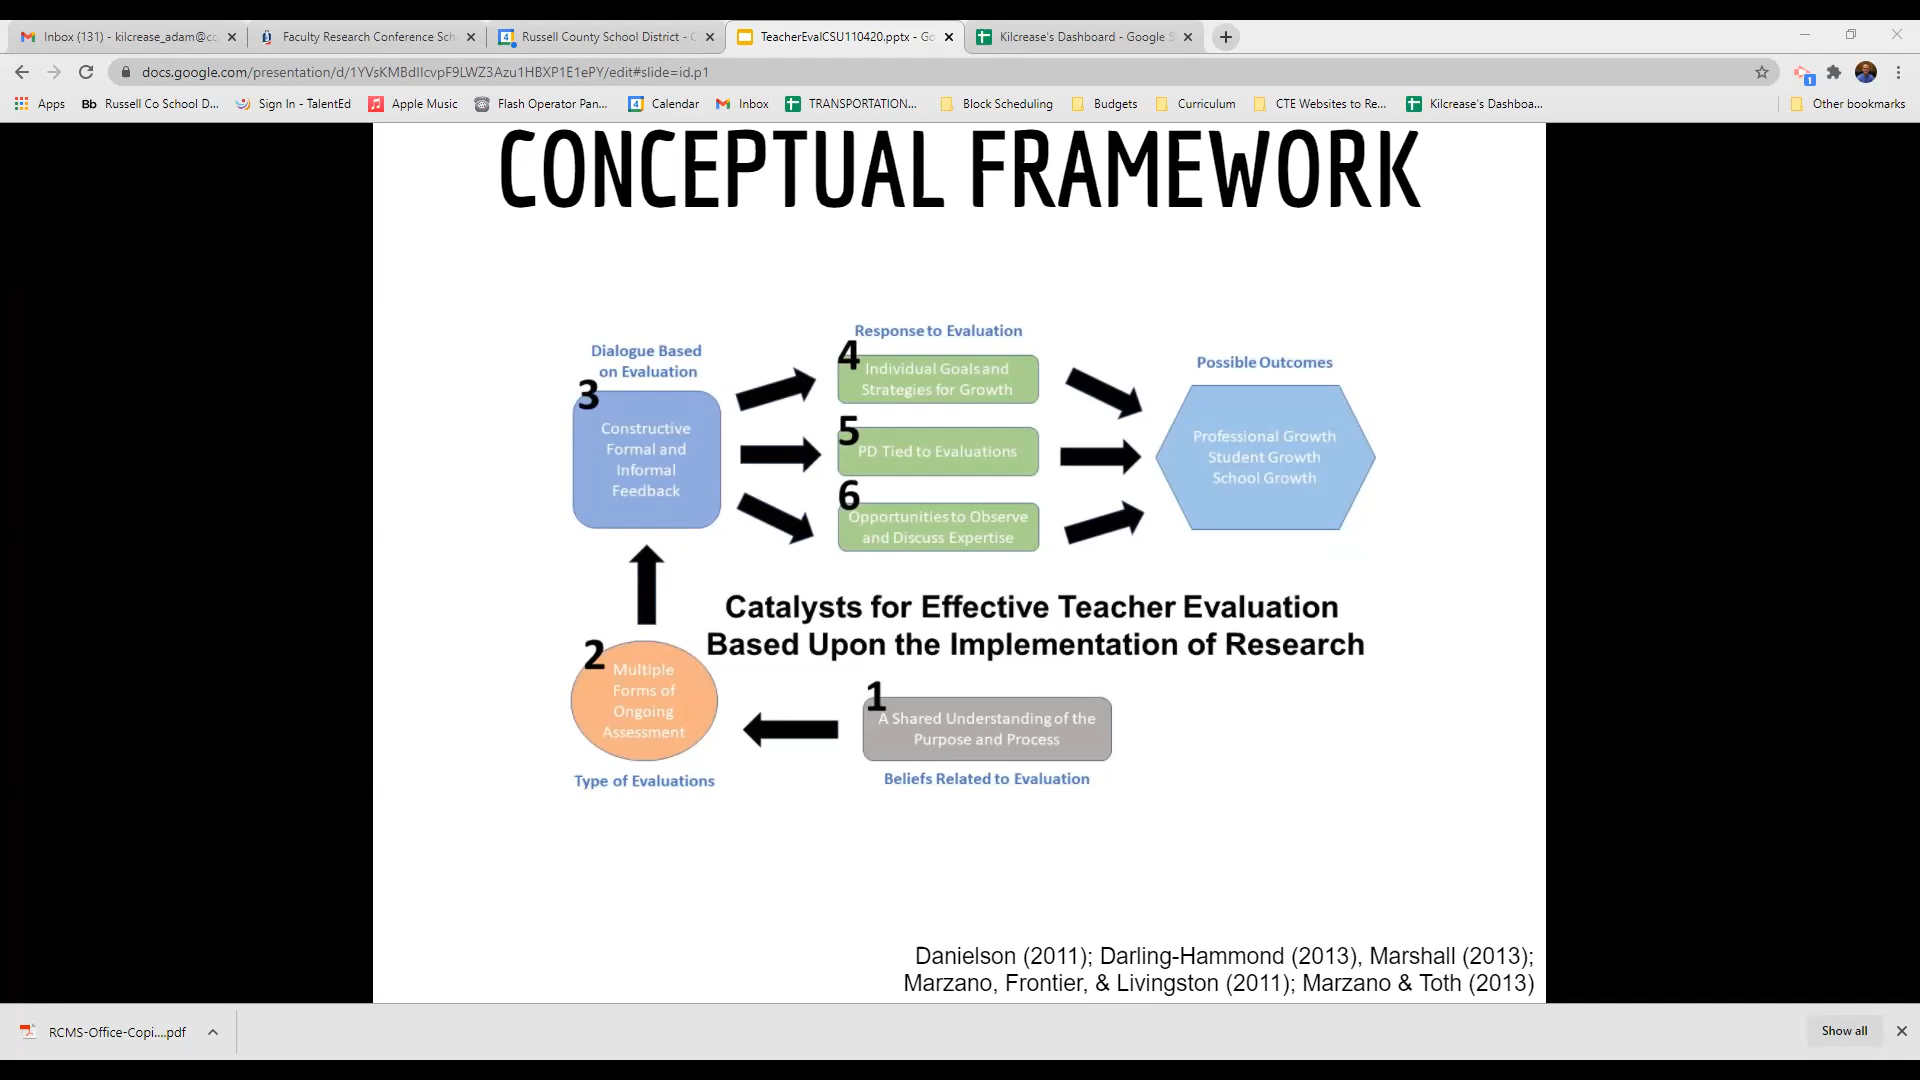 Inbox (131) - kilcrease_adam@co
Faculty Research Conference Sch
Russell County School District - C
TeacherEvalCSU110420.pptx - Go
Kilcrease's Dashboard - Google S
docs.google.com/presentation/d/1YVsKMBdIlcvpF9LWZ3Azu1HBXP1E1ePY/edit#slide=id.p1
1
Apps
Bb Russell Co School D...
Sign In - TalentEd
Apple Music
Flash Operator Pan...
4 Calendar
Inbox
TRANSPORTATION...
Block Scheduling
Budgets
Curriculum
CTE Websites to Re...
Kilcrease's Dashboa...
Other bookmarks
CONCEPTUAL FRAMEWORK
Dialogue Based
on Evaluation
3
Constructive
Formal and
Informal
Feedback
Response to Evaluation
4
Individual Goals and
Strategies for Growth
5
PD Tied to Evaluations
6
Opportunities to Observe
and Discuss Expertise
Possible Outcomes
Professional Growth
Student Growth
School Growth
Catalysts for Effective Teacher Evaluation
Based Upon the Implementation of Research
2
Multiple
Forms of
Ongoing
Assessment
Type of Evaluations
1
A Shared Understanding of the
Purpose and Process
Beliefs Related to Evaluation
Danielson (2011); Darling-Hammond (2013), Marshall (2013);
Marzano, Frontier, & Livingston (2011); Marzano & Toth (2013)
RCMS-Office-Copi....pdf
Show all